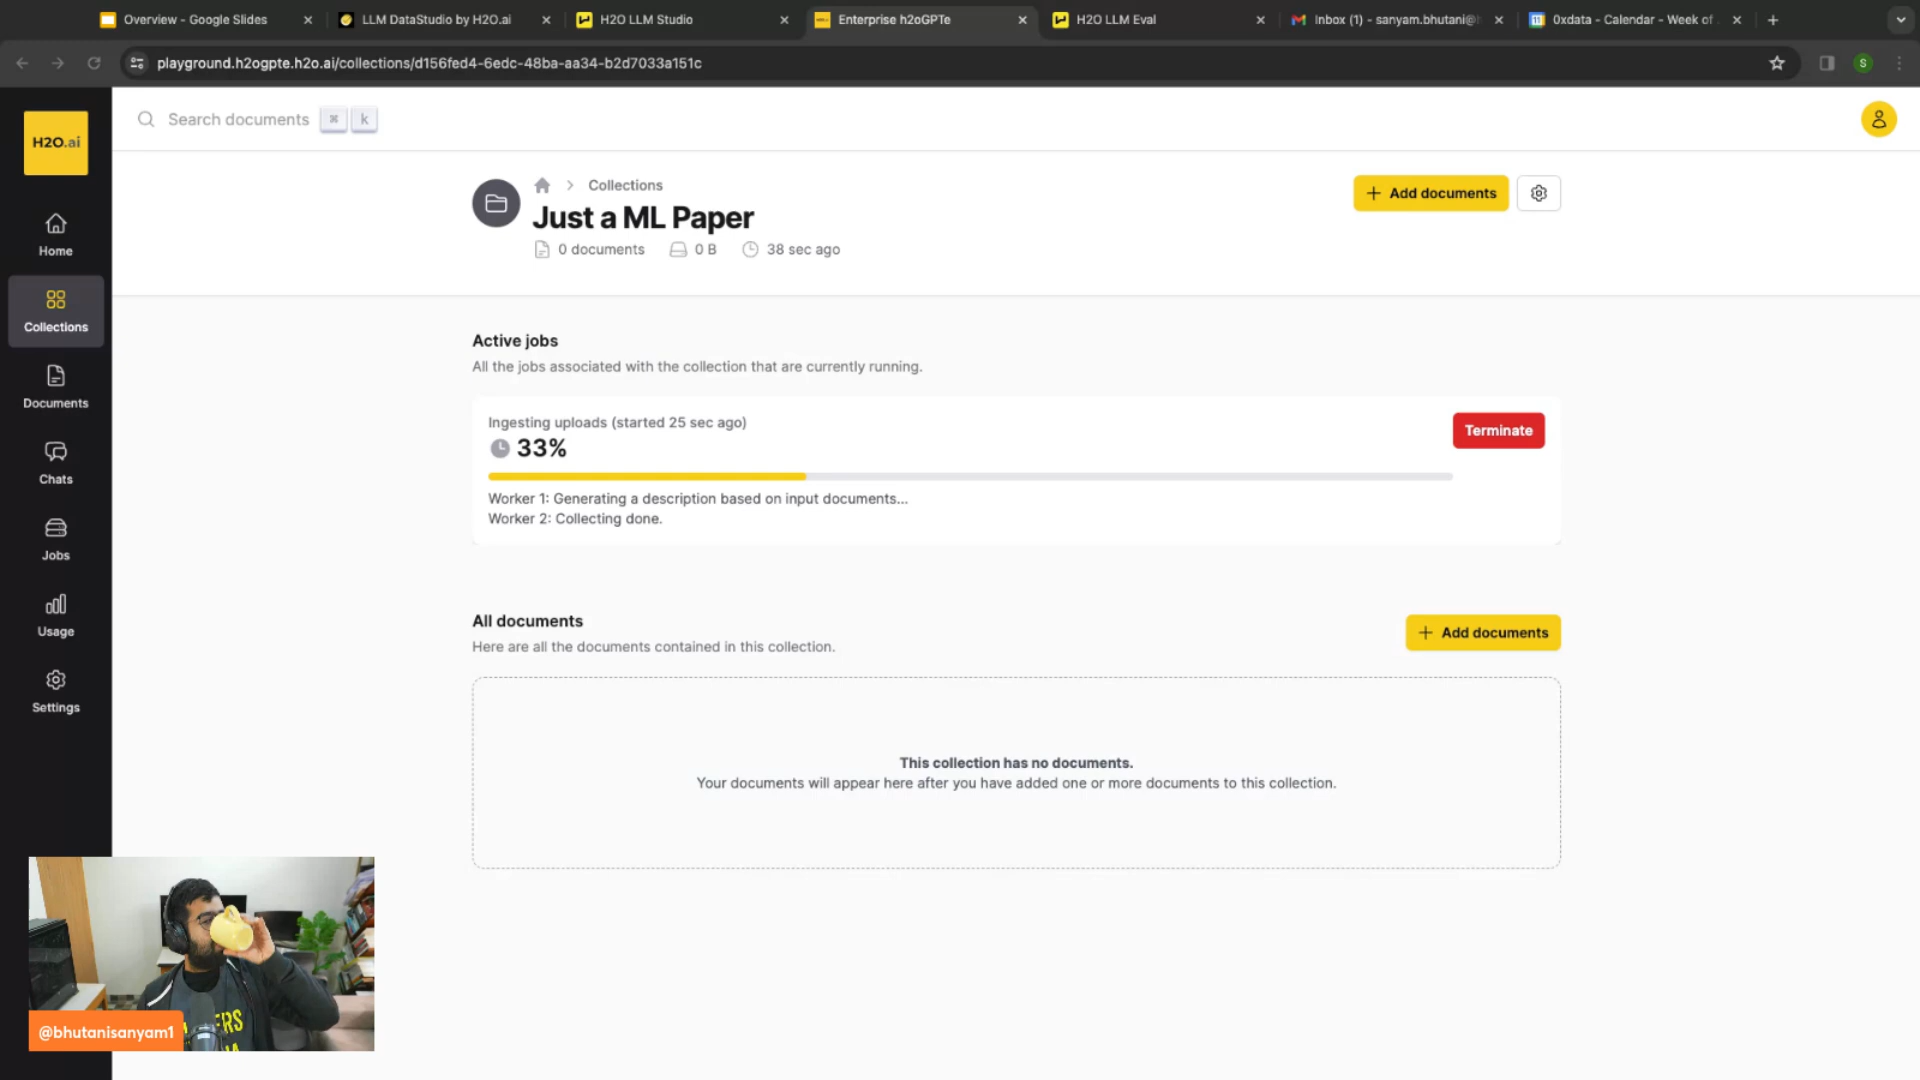 Overview - Google Slides
LLM DataStudio by H2O.ai
H2O LLM Studio
Enterprise h2oGPTe
H2O LLM Eval
Inbox (1) - sanyam.bhutani@
0xdata - Calendar - Week of
playground.h2ogpte.h2o.ai/collections/d156fed4-6edc-48ba-aa34-b2d7033a151c
S
H2O.ai
Search documents
⌘ k
Home
Collections
Documents
Chats
Jobs
Usage
Settings
Collections
Just a ML Paper
0 documents 0 B 38 sec ago
+ Add documents
Active jobs
All the jobs associated with the collection that are currently running.
Ingesting uploads (started 25 sec ago)
33%
Terminate
Worker 1: Generating a description based on input documents...
Worker 2: Collecting done.
All documents
Here are all the documents contained in this collection.
+ Add documents
This collection has no documents.
Your documents will appear here after you have added one or more documents to this collection.
@bhutanisanyam1